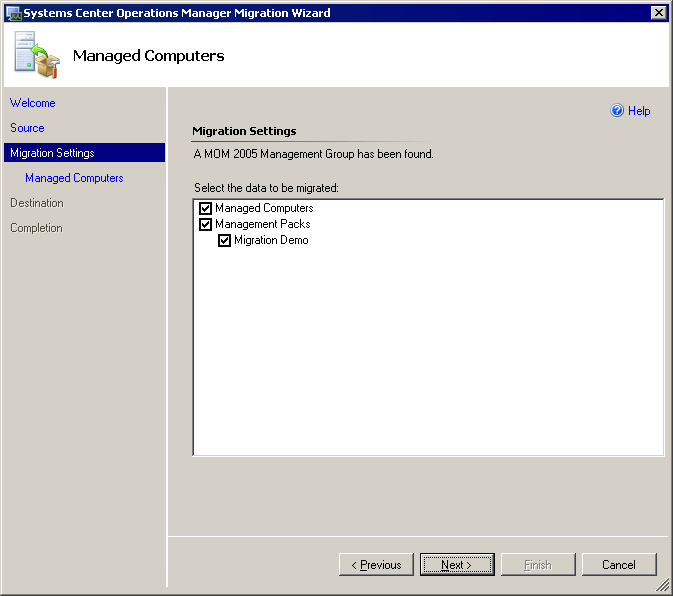 Systems Center Operations Manager Migration Wizard
Managed Computers
Welcome
Source
Migration Settings
Managed Computers
Destination
Completion
Help
Migration Settings
A MOM 2005 Management Group has been found.
Select the data to be migrated:
Managed Computers
Management Packs
Migration Demo
< Previous
Next >
Finish
Cancel